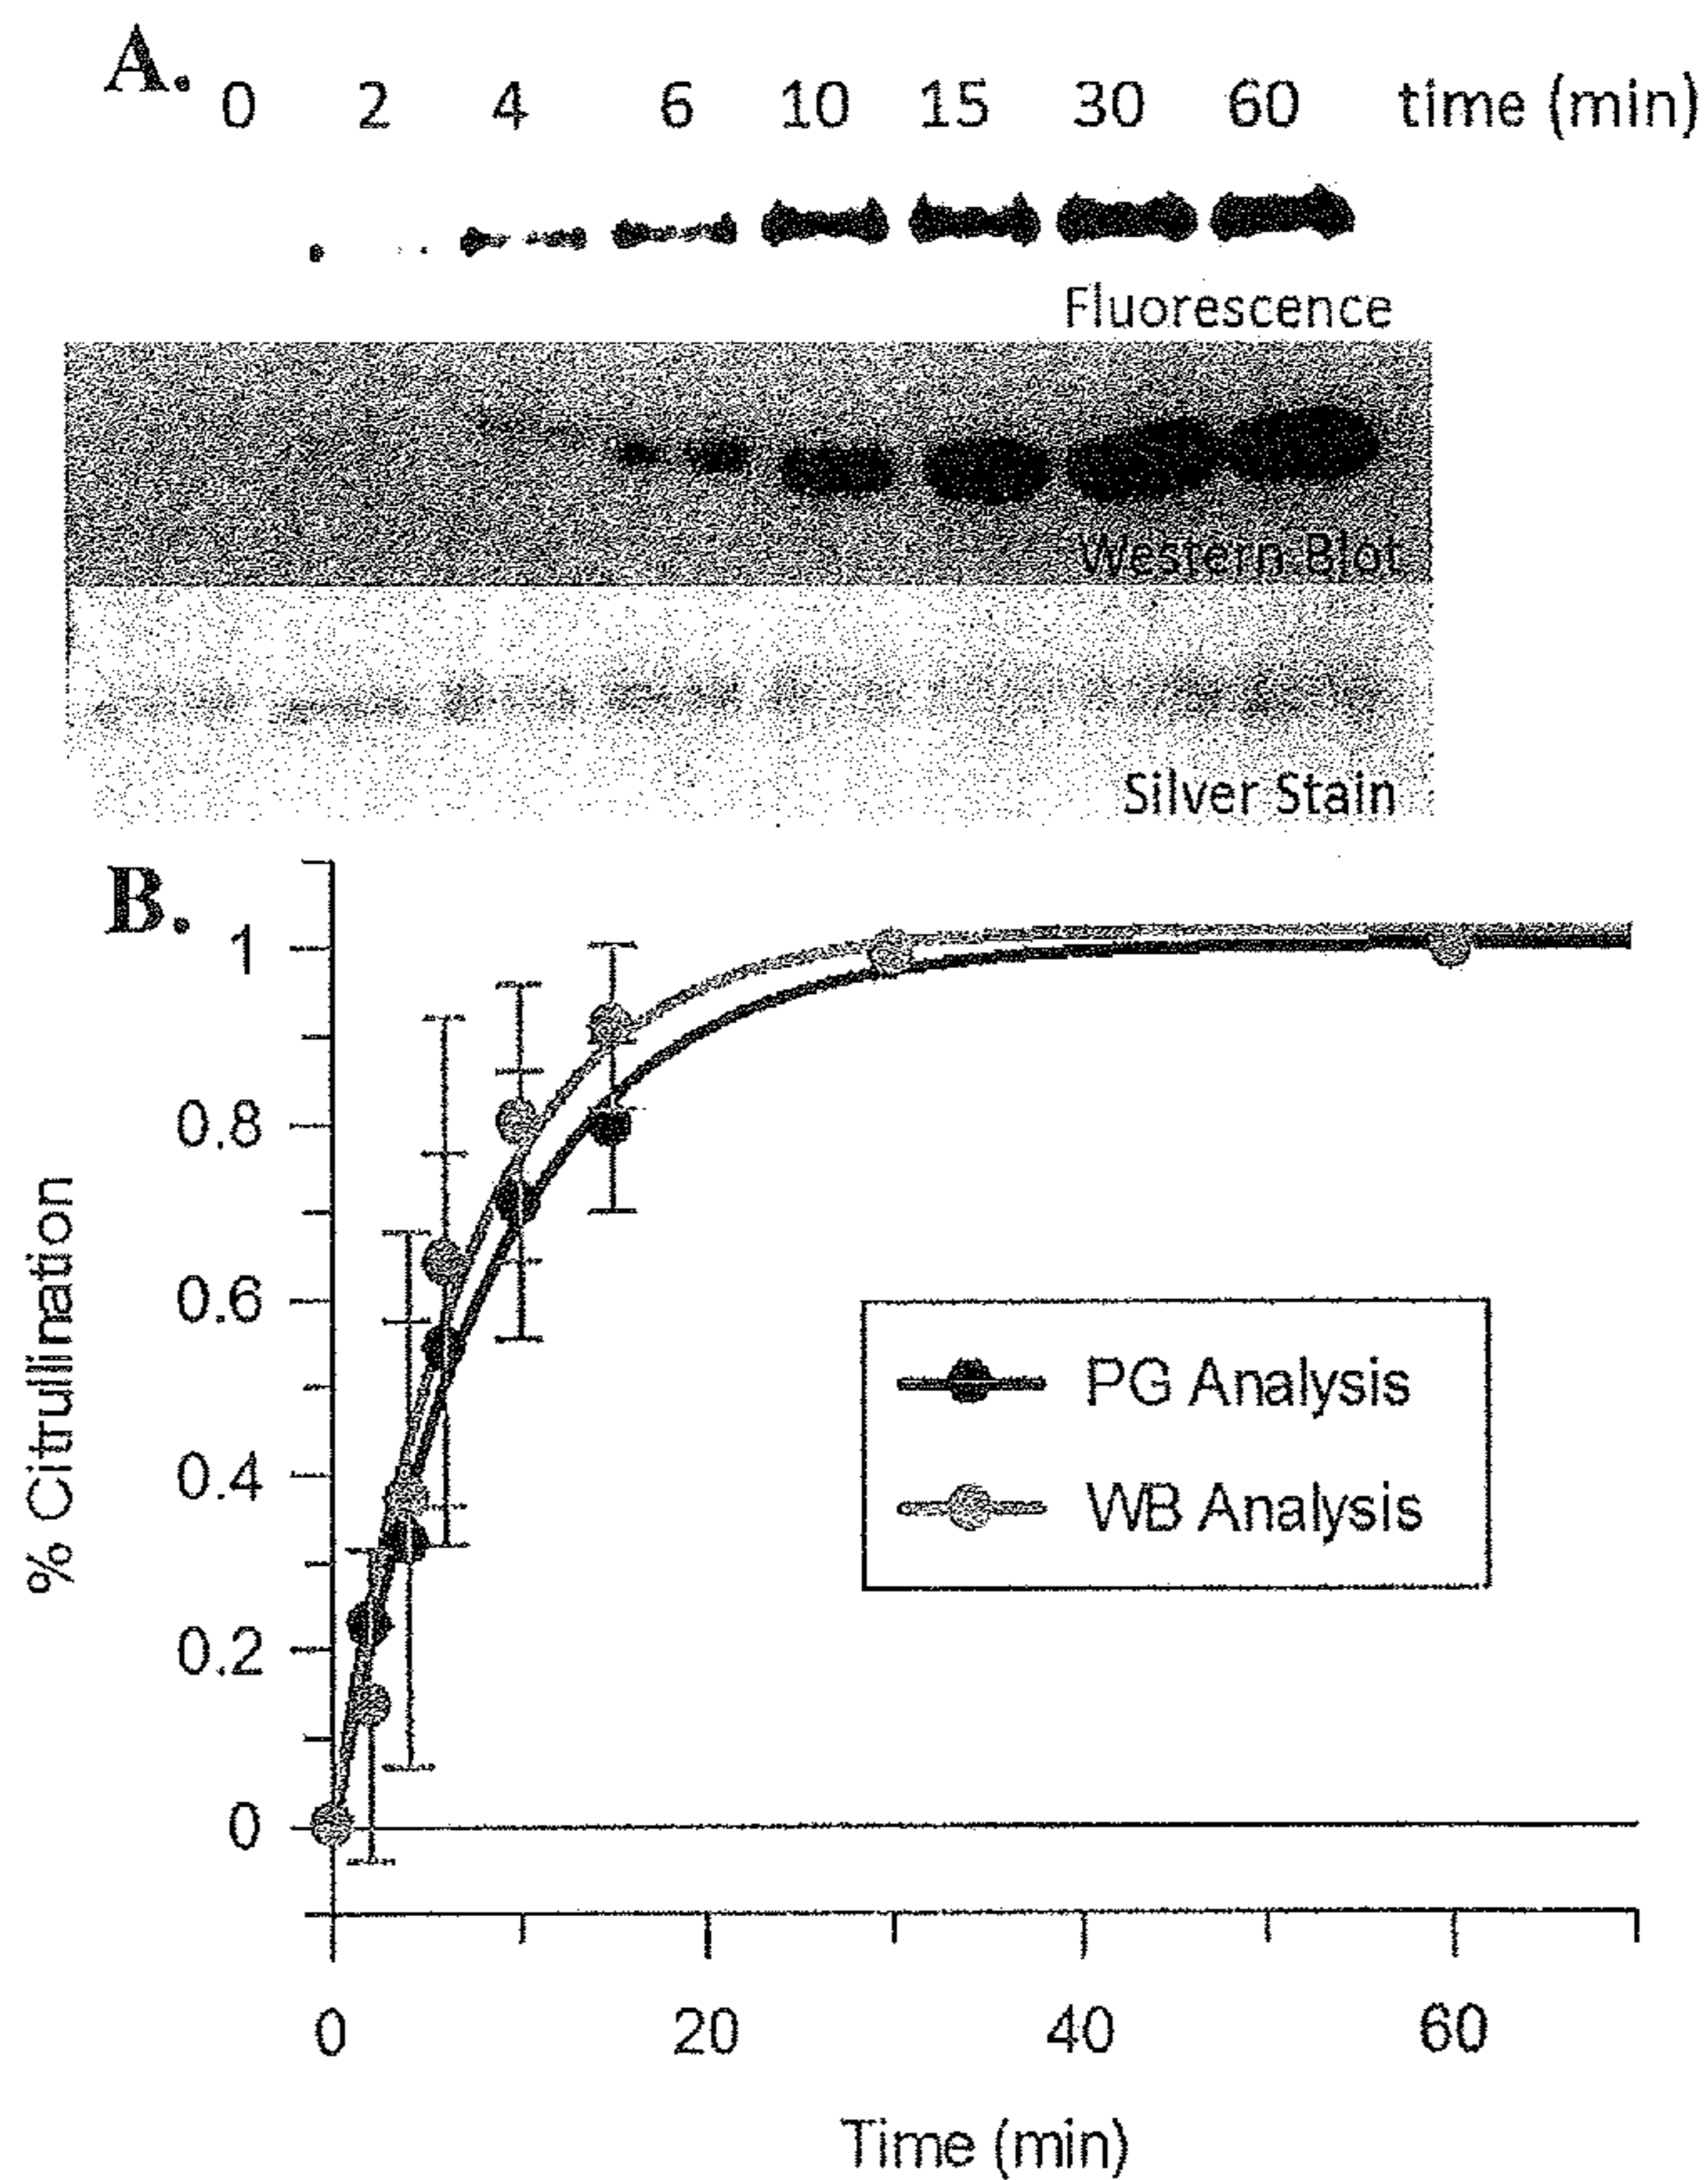 A.
0 2 4 6 10 15 30 60 time (min)
Fluorescence
Western Blot
Silver Stain
B.
1
0.8
0.6
0.4
0.2
0
% Citrullination
PG Analysis
WB Analysis
0 20 40 60
Time (min)